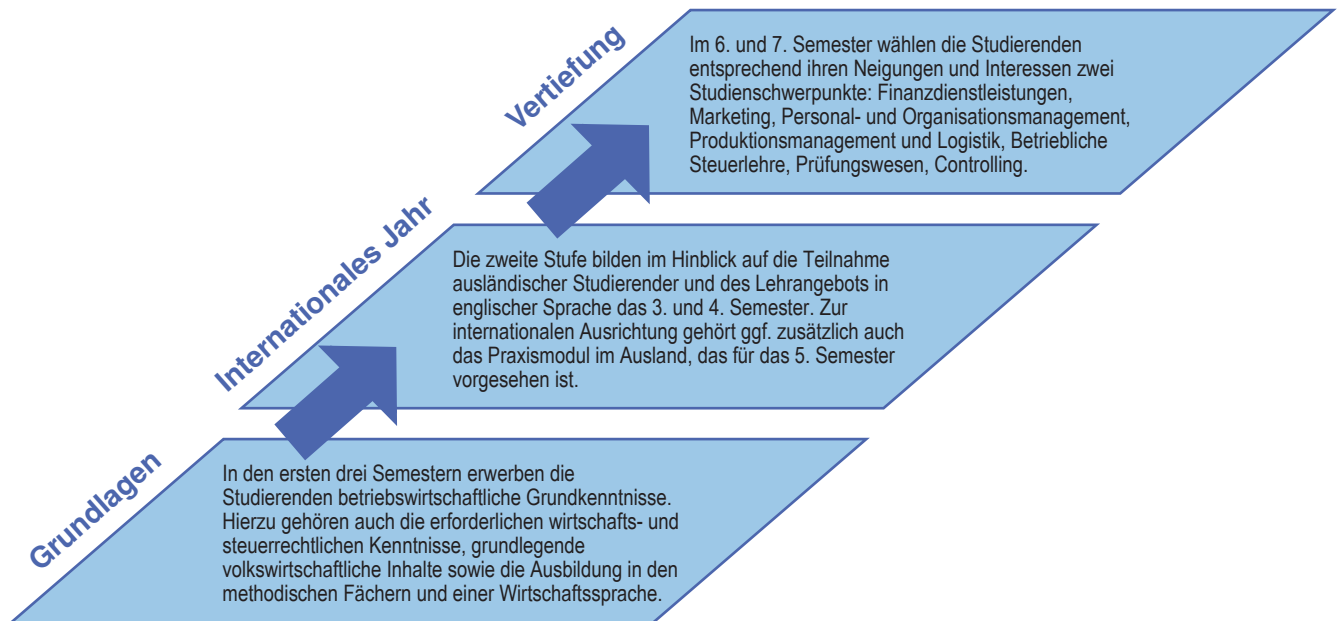 Vertiefung
Im 6. und 7. Semester wählen die Studierenden
entsprechend ihren Neigungen und Interessen zwei
Studienschwerpunkte: Finanzdienstleistungen,
Marketing, Personal- und Organisationsmanagement,
Produktionsmanagement und Logistik, Betriebliche
Steuerlehre, Prüfungswesen, Controlling.
Internationales Jahr
Die zweite Stufe bilden im Hinblick auf die Teilnahme
ausländischer Studierender und des Lehrangebots in
englischer Sprache das 3. und 4. Semester. Zur
internationalen Ausrichtung gehört ggf. zusätzlich auch
das Praxismodul im Ausland, das für das 5. Semester
vorgesehen ist.
Grundlagen
In den ersten drei Semestern erwerben die
Studierenden betriebswirtschaftliche Grundkenntnisse.
Hierzu gehören auch die erforderlichen wirtschafts- und
steuerrechtlichen Kenntnisse, grundlegende
volkswirtschaftliche Inhalte sowie die Ausbildung in den
methodischen Fächern und einer Wirtschaftssprache.